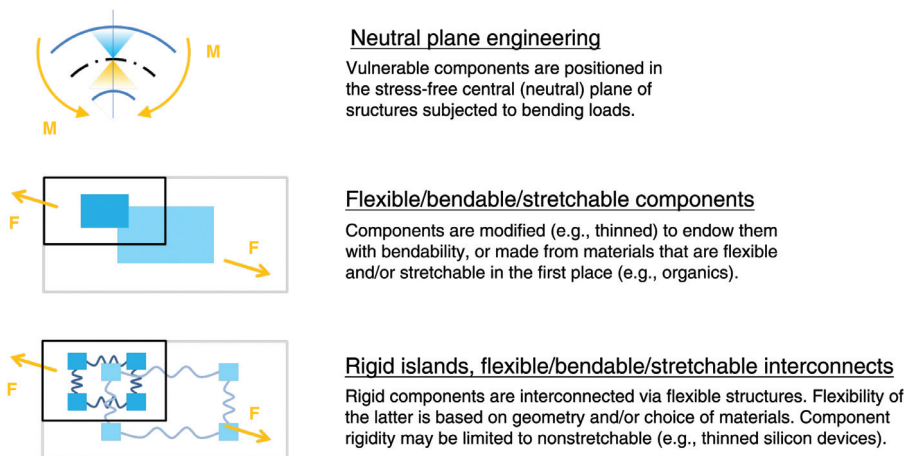 M
M
Neutral plane engineering
Vulnerable components are positioned in
the stress-free central (neutral) plane of
sructures subjected to bending loads.
F
F
Flexible/bendable/stretchable components
Components are modified (e.g., thinned) to endow them
with bendability, or made from materials that are flexible
and/or stretchable in the first place (e.g., organics).
F
F
Rigid islands, flexible/bendable/stretchable interconnects
Rigid components are interconnected via flexible structures. Flexibility of
the latter is based on geometry and/or choice of materials. Component
rigidity may be limited to nonstretchable (e.g., thinned silicon devices).